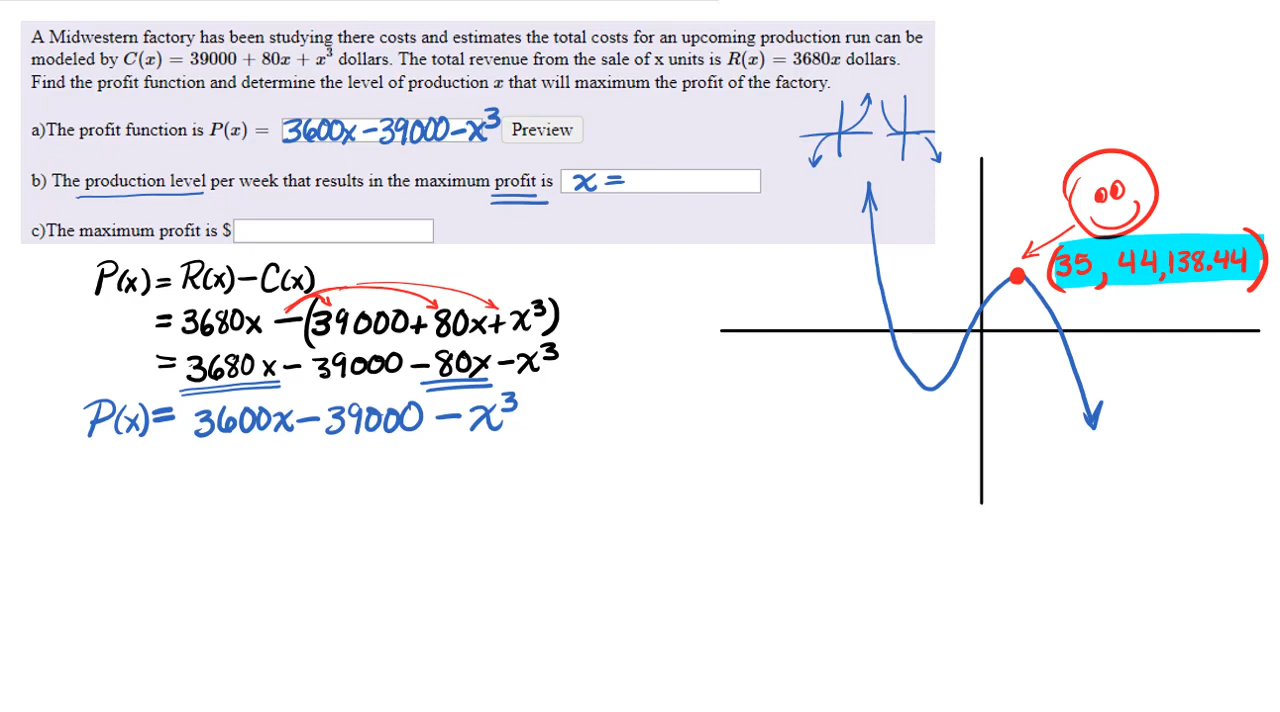 A Midwestern factory has been studying there costs and estimates the total costs for an upcoming production run can be
modeled by C(x) = 39000 + 80x + x³ dollars. The total revenue from the sale of x units is R(x) = 3680x dollars.
Find the profit function and determine the level of production x that will maximum the profit of the factory.
a)The profit function is P(x) = 3600x-39000-x³ Preview
b) The production level per week that results in the maximum profit is x =
c)The maximum profit is $
(35, 44,138.44)
P(x) = R(x)-C(x)
= 3680x -(39000+80x+x³)
= 3680x - 39000 - 80x - x³
P(x) = 3600x - 39000 - x³